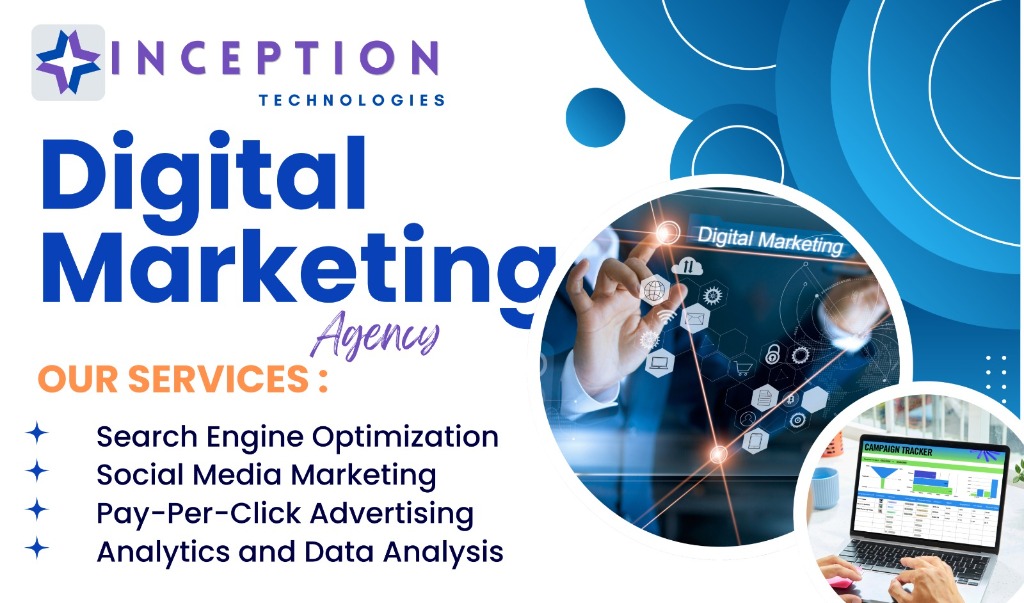 INCEPTION
TECHNOLOGIES
Digital
Marketing
Agency
OUR SERVICES :
Search Engine Optimization
Social Media Marketing
Pay-Per-Click Advertising
Analytics and Data Analysis
Digital Marketing
CAMPAIGN TRACKER